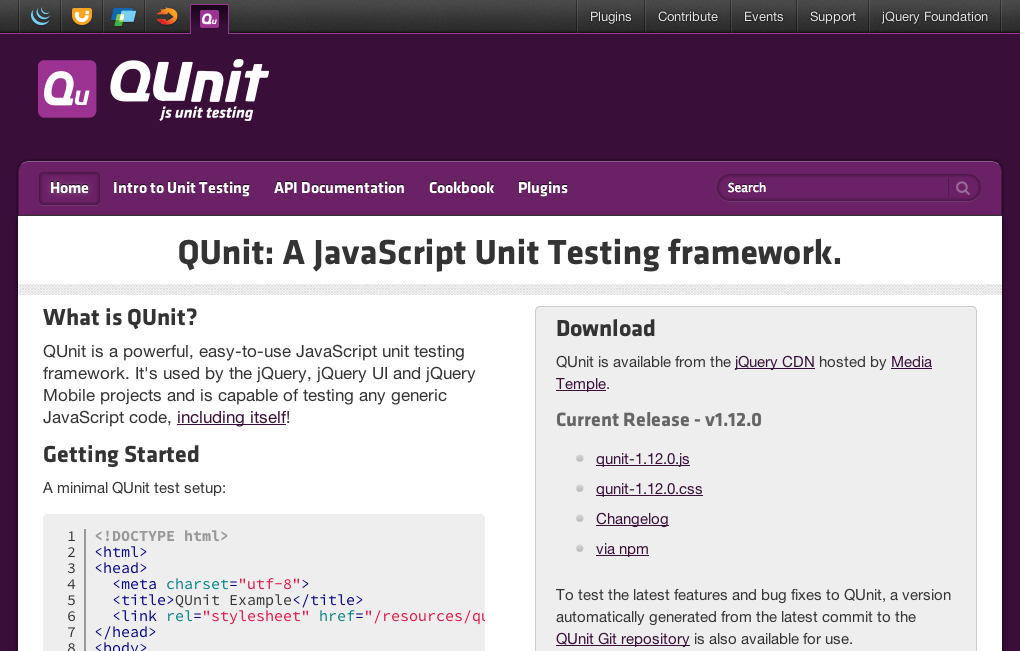 Plugins Contribute Events Support jQuery Foundation
Qu QUnit
js unit testing
Home Intro to Unit Testing API Documentation Cookbook Plugins Search
QUnit: A JavaScript Unit Testing framework.
What is QUnit?
QUnit is a powerful, easy-to-use JavaScript unit testing
framework. It's used by the jQuery, jQuery UI and jQuery
Mobile projects and is capable of testing any generic
JavaScript code, including itself!
Getting Started
A minimal QUnit test setup:
1 <!DOCTYPE html>
2 <html>
3 <head>
4 <meta charset="utf-8">
5 <title>QUnit Example</title>
6 <link rel="stylesheet" href="/resources/qu
7 </head>
8 <body>
Download
QUnit is available from the jQuery CDN hosted by Media
Temple.
Current Release - v1.12.0
qunit-1.12.0.js
qunit-1.12.0.css
Changelog
via npm
To test the latest features and bug fixes to QUnit, a version
automatically generated from the latest commit to the
QUnit Git repository is also available for use.